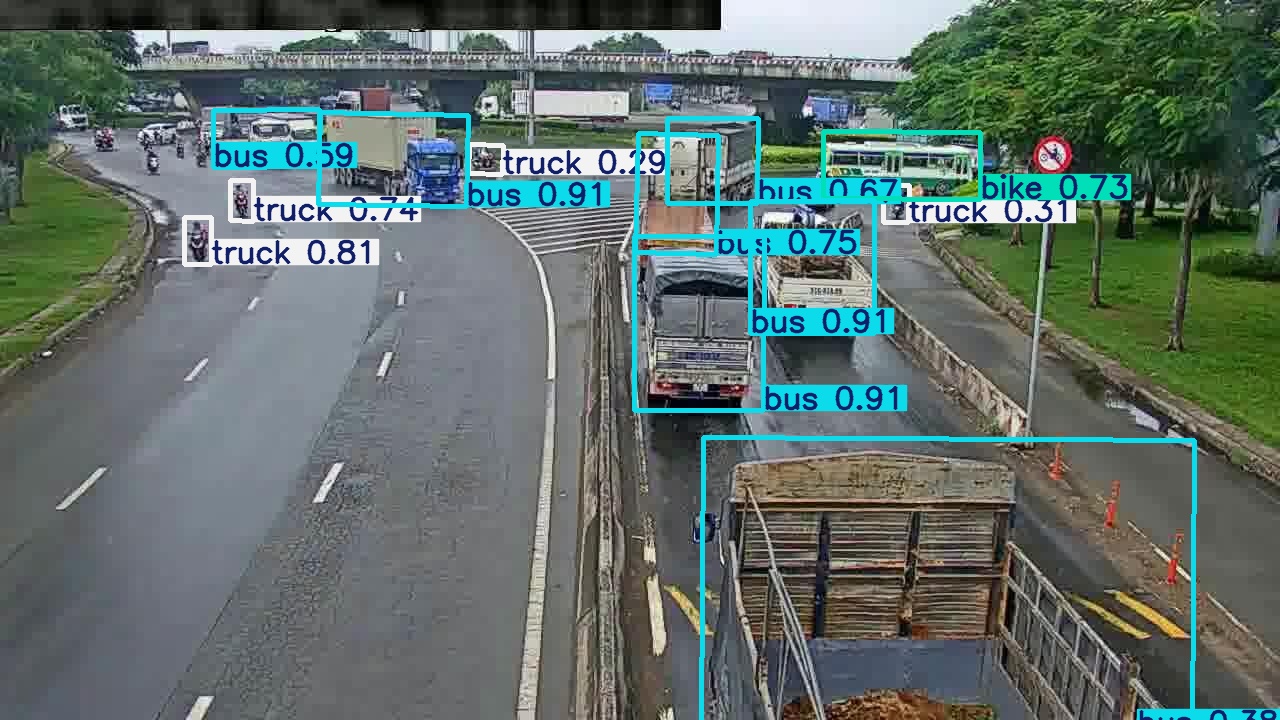 bus 0.59
truck 0.29
bus 0.91
bus 0.67
bike 0.73
truck 0.74
truck 0.31
truck 0.81
bus 0.75
bus 0.91
bus 0.91
bus 0.38